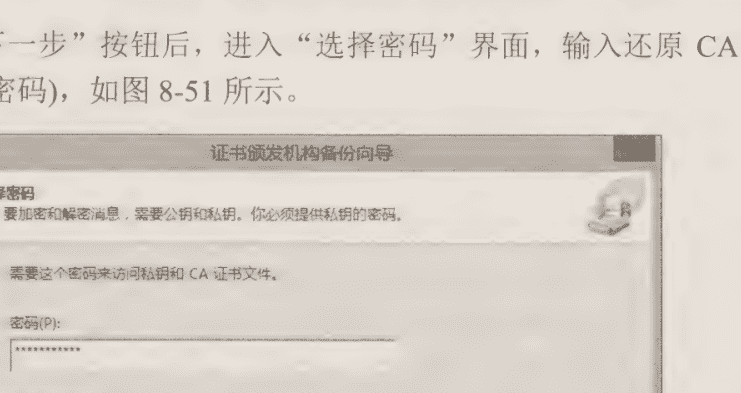 一步”按钮后，进入“选择密码”界面，输入还原 CA
密码)，如图 8-51 所示。
证书颁发机构备份向导
择密码
要加密和解密消息，需要公钥和私钥。你必须提供私钥的密码。
需要这个密码来访问私钥和 CA 证书文件。
密码(P):
***********